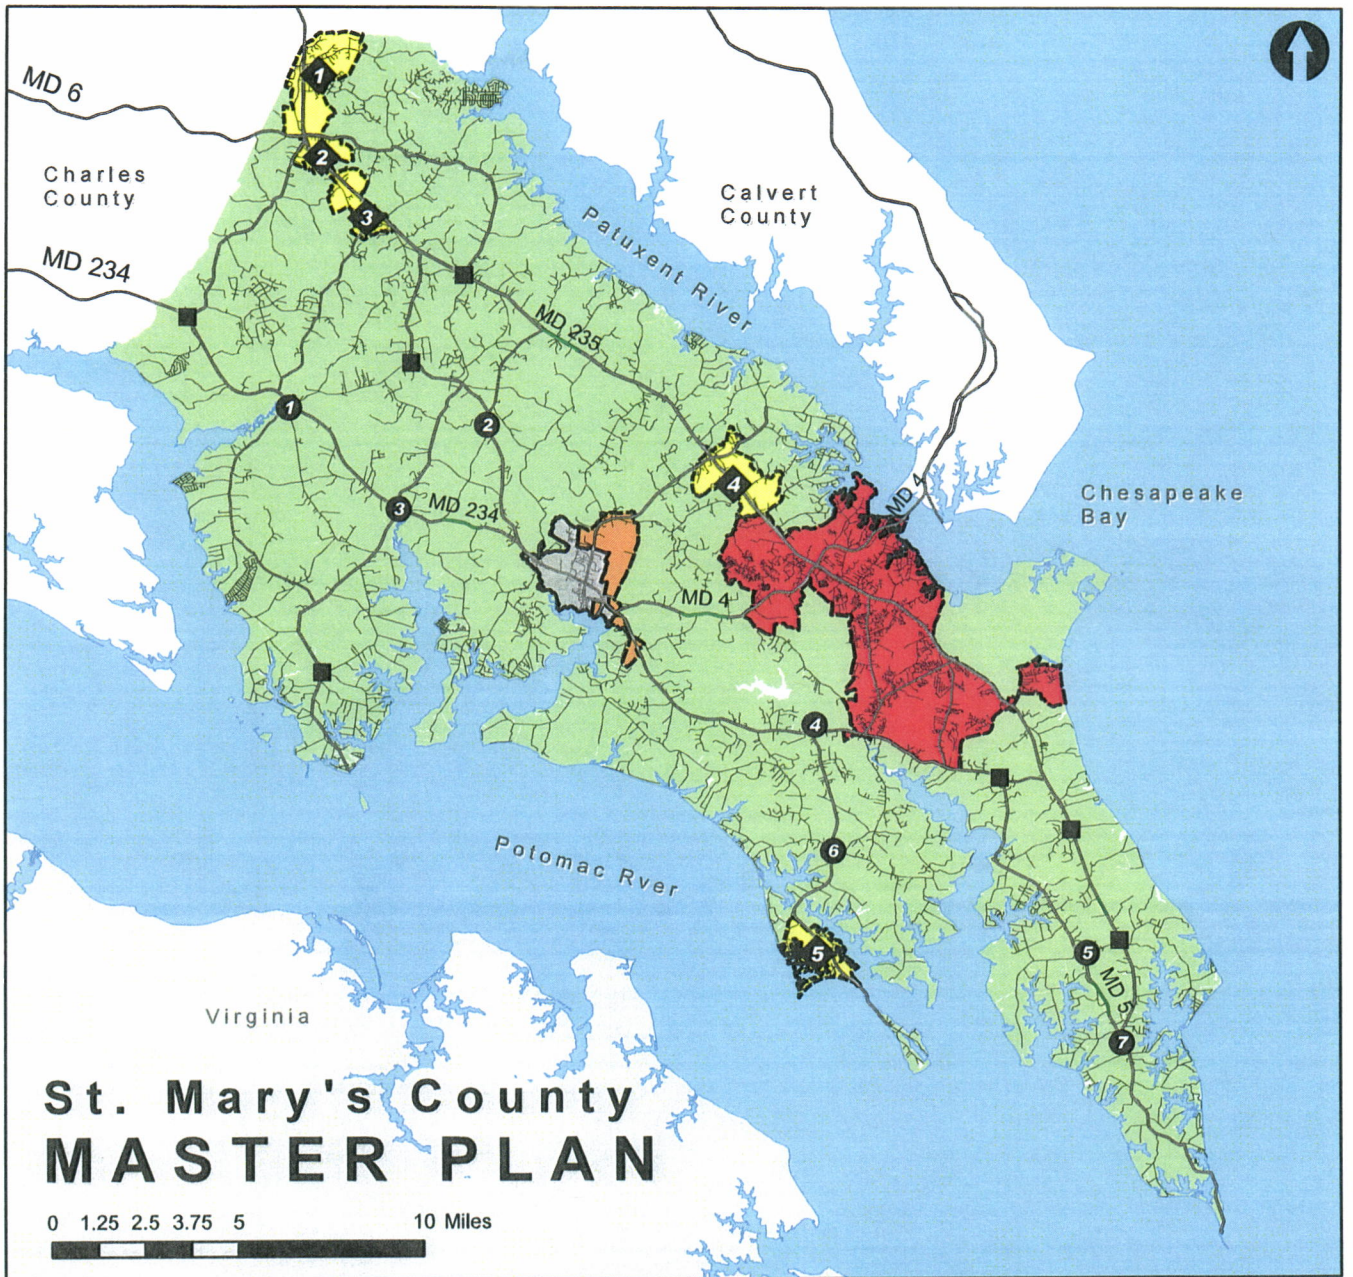 MD 6
1
2
3
Charles
County
Calvert
County
Patuxent River
MD 234
MD 235
1
2
4
3
MD 234
MD 4
Chesapeake
Bay
MD 4
4
6
Potomac Rver
5
5
MD 5
7
Virginia
St. Mary's County
MASTER PLAN
0 1.25 2.5 3.75 5 10 Miles